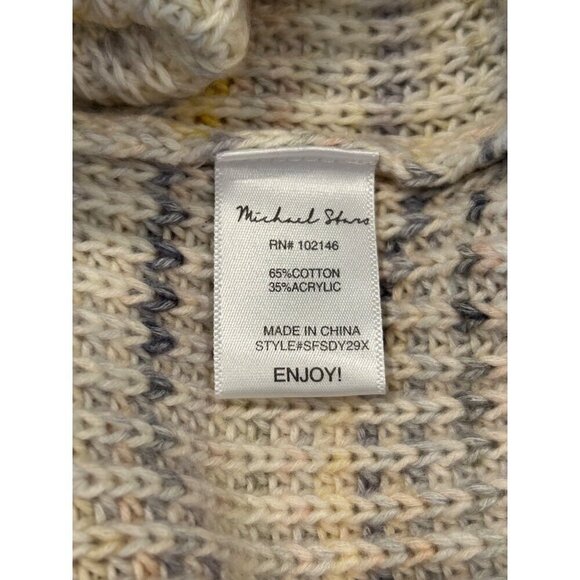 Michael Stars
RN# 102146
65%COTTON
35%ACRYLIC
MADE IN CHINA
STYLE#SFSDY29X
ENJOY!